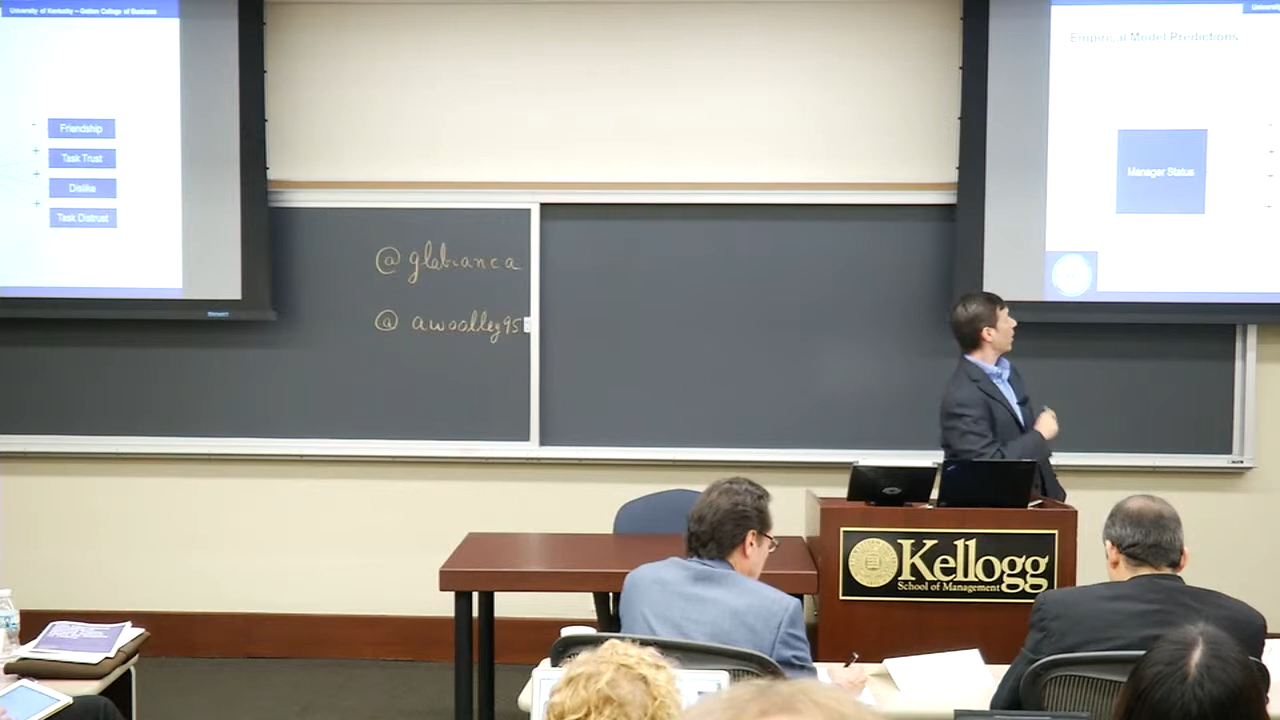 University of Kentucky – Gatton College of Business
Friendship
Task Trust
Dislike
Task Distrust
@glabianca
@awoolley95
Empirical Model Predictions
Manager Status
Kellogg
School of Management